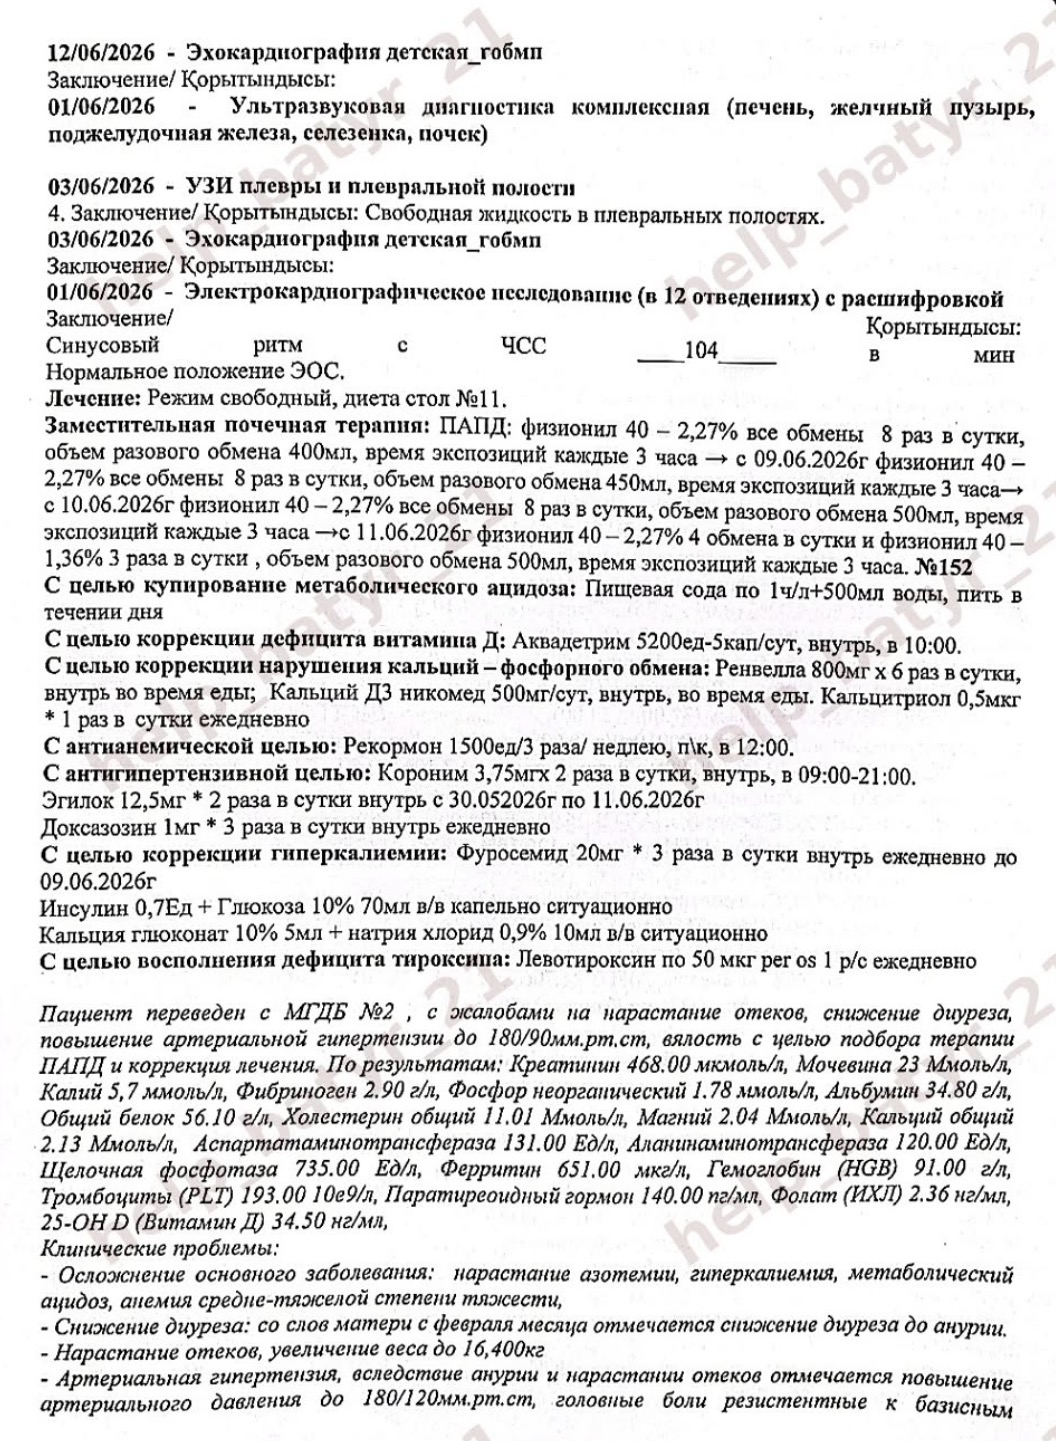 12/06/2026 - Эхокардиография детская_гобмп
Заключение/ Қорытындысы:
01/06/2026 - Ультразвуковая диагностика комплексная (печень, желчный пузырь,
поджелудочная железа, селезенка, почек)
03/06/2026 - УЗИ плевры и плевральной полости
4. Заключение/ Қорытындысы: Свободная жидкость в плевральных полостях.
03/06/2026 - Эхокардиография детская_гобмп
Заключение/ Қорытындысы:
01/06/2026 - Электрокардиографическое исследование (в 12 отведениях) с расшифровкой
Заключение/ Қорытындысы:
Синусовый ритм с ЧСС ____104_____ в мин
Нормальное положение ЭОС.
Лечение: Режим свободный, диета стол №11.
Заместительная почечная терапия: ПАПД: физионил 40 – 2,27% все обмены 8 раз в сутки,
объем разового обмена 400мл, время экспозиций каждые 3 часа → с 09.06.2026г физионил 40 –
2,27% все обмены 8 раз в сутки, объем разового обмена 450мл, время экспозиций каждые 3 часа→
с 10.06.2026г физионил 40 – 2,27% все обмены 8 раз в сутки, объем разового обмена 500мл, время
экспозиций каждые 3 часа →с 11.06.2026г физионил 40 – 2,27% 4 обмена в сутки и физионил 40 –
1,36% 3 раза в сутки , объем разового обмена 500мл, время экспозиций каждые 3 часа. №152
С целью купирование метаболического ацидоза: Пищевая сода по 1ч/л+500мл воды, пить в
течении дня
С целью коррекции дефицита витамина Д: Аквадетрим 5200ед-5кап/сут, внутрь, в 10:00.
С целью коррекции нарушения кальций – фосфорного обмена: Ренвелла 800мг х 6 раз в сутки,
внутрь во время еды; Кальций Д3 никомед 500мг/сут, внутрь, во время еды. Кальцитриол 0,5мкг
* 1 раз в сутки ежедневно
С антианемической целью: Рекормон 1500ед/3 раза/ недлею, п\к, в 12:00.
С антигипертензивной целью: Короним 3,75мгх 2 раза в сутки, внутрь, в 09:00-21:00.
Эгилок 12,5мг * 2 раза в сутки внутрь с 30.052026г по 11.06.2026г
Доксазозин 1мг * 3 раза в сутки внутрь ежедневно
С целью коррекции гиперкалиемии: Фуросемид 20мг * 3 раза в сутки внутрь ежедневно до
09.06.2026г
Инсулин 0,7Ед + Глюкоза 10% 70мл в/в капельно ситуационно
Кальция глюконат 10% 5мл + натрия хлорид 0,9% 10мл в/в ситуационно
С целью восполнения дефицита тироксина: Левотироксин по 50 мкг per os 1 р/с ежедневно
Пациент переведен с МГДБ №2 , с жалобами на нарастание отеков, снижение диуреза,
повышение артериальной гипертензии до 180/90мм.рт.ст, вялость с целью подбора терапии
ПАПД и коррекция лечения. По результатам: Креатинин 468.00 мкмоль/л, Мочевина 23 Ммоль/л,
Калий 5,7 ммоль/л, Фибриноген 2.90 г/л, Фосфор неорганический 1.78 ммоль/л, Альбумин 34.80 г/л,
Общий белок 56.10 г/л, Холестерин общий 11.01 Ммоль/л, Магний 2.04 Ммоль/л, Кальций общий
2.13 Ммоль/л, Аспартатаминотрансфераза 131.00 Ед/л, Аланинаминотрансфераза 120.00 Ед/л,
Щелочная фосфотаза 735.00 Ед/л, Ферритин 651.00 мкг/л, Гемоглобин (HGB) 91.00 г/л,
Тромбоциты (PLT) 193.00 10е9/л, Паратиреоидный гормон 140.00 пг/мл, Фолат (ИХЛ) 2.36 нг/мл,
25-OH D (Витамин Д) 34.50 нг/мл,
Клинические проблемы:
- Осложнение основного заболевания: нарастание азотемии, гиперкалиемия, метаболический
ацидоз, анемия средне-тяжелой степени тяжести,
- Снижение диуреза: со слов матери с февраля месяца отмечается снижение диуреза до анурии.
- Нарастание отеков, увеличение веса до 16,400кг
- Артериальная гипертензия, вследствие анурии и нарастании отеков отмечается повышение
артериального давления до 180/120мм.рт.ст, головные боли резистентные к базисным
help_batyr_21